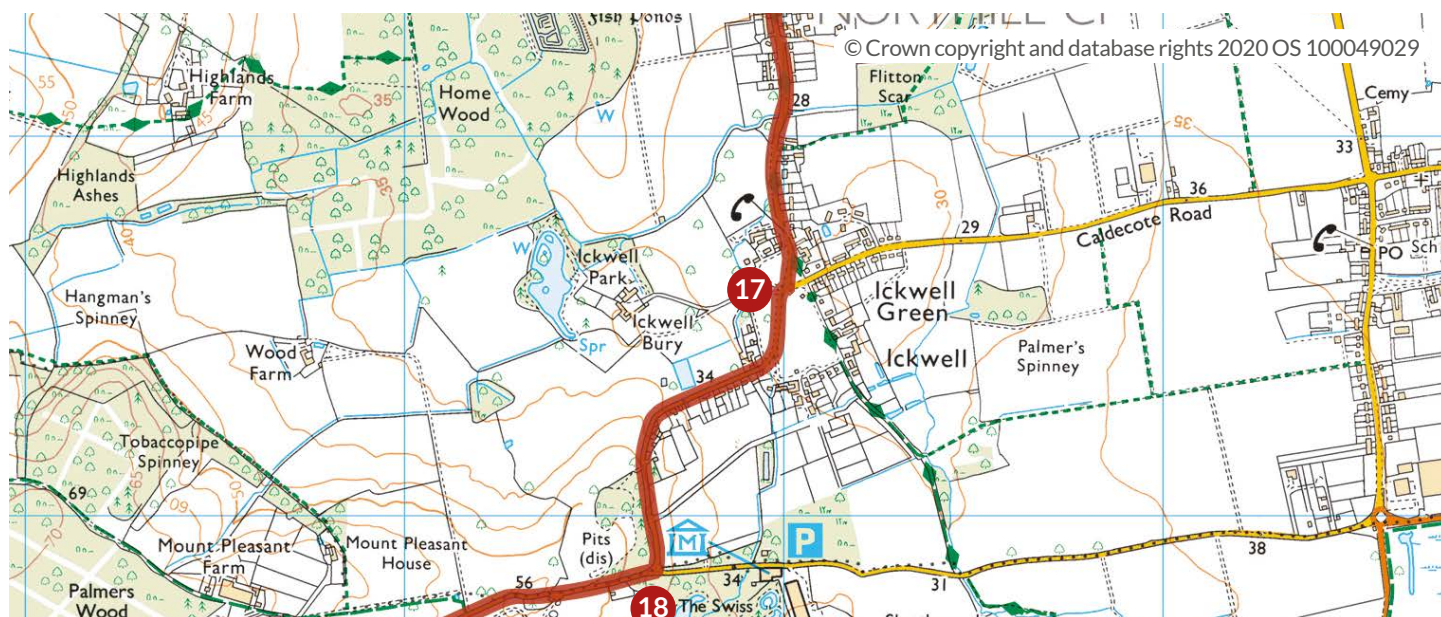 NORTHILL CP
© Crown copyright and database rights 2020 OS 100049029
Fish Ponds
55
50
Highlands
Farm
45
35
Home
Wood
W
28
Flitton
Scar
Cemy
35
33
Highlands
Ashes
35
40
30
36
29
Caldecote Road
PO
Sch
W
Ickwell
Park
17
Ickwell
Green
Hangman's
Spinney
Ickwell
Bury
Spr
Wood
Farm
34
Ickwell
Palmer's
Spinney
Tobaccopipe
Spinney
65
69
60
50
70
Mount Pleasant
Farm
Mount Pleasant
House
Pits
(dis)
M
P
38
Palmers
Wood
56
34
31
18
The Swiss